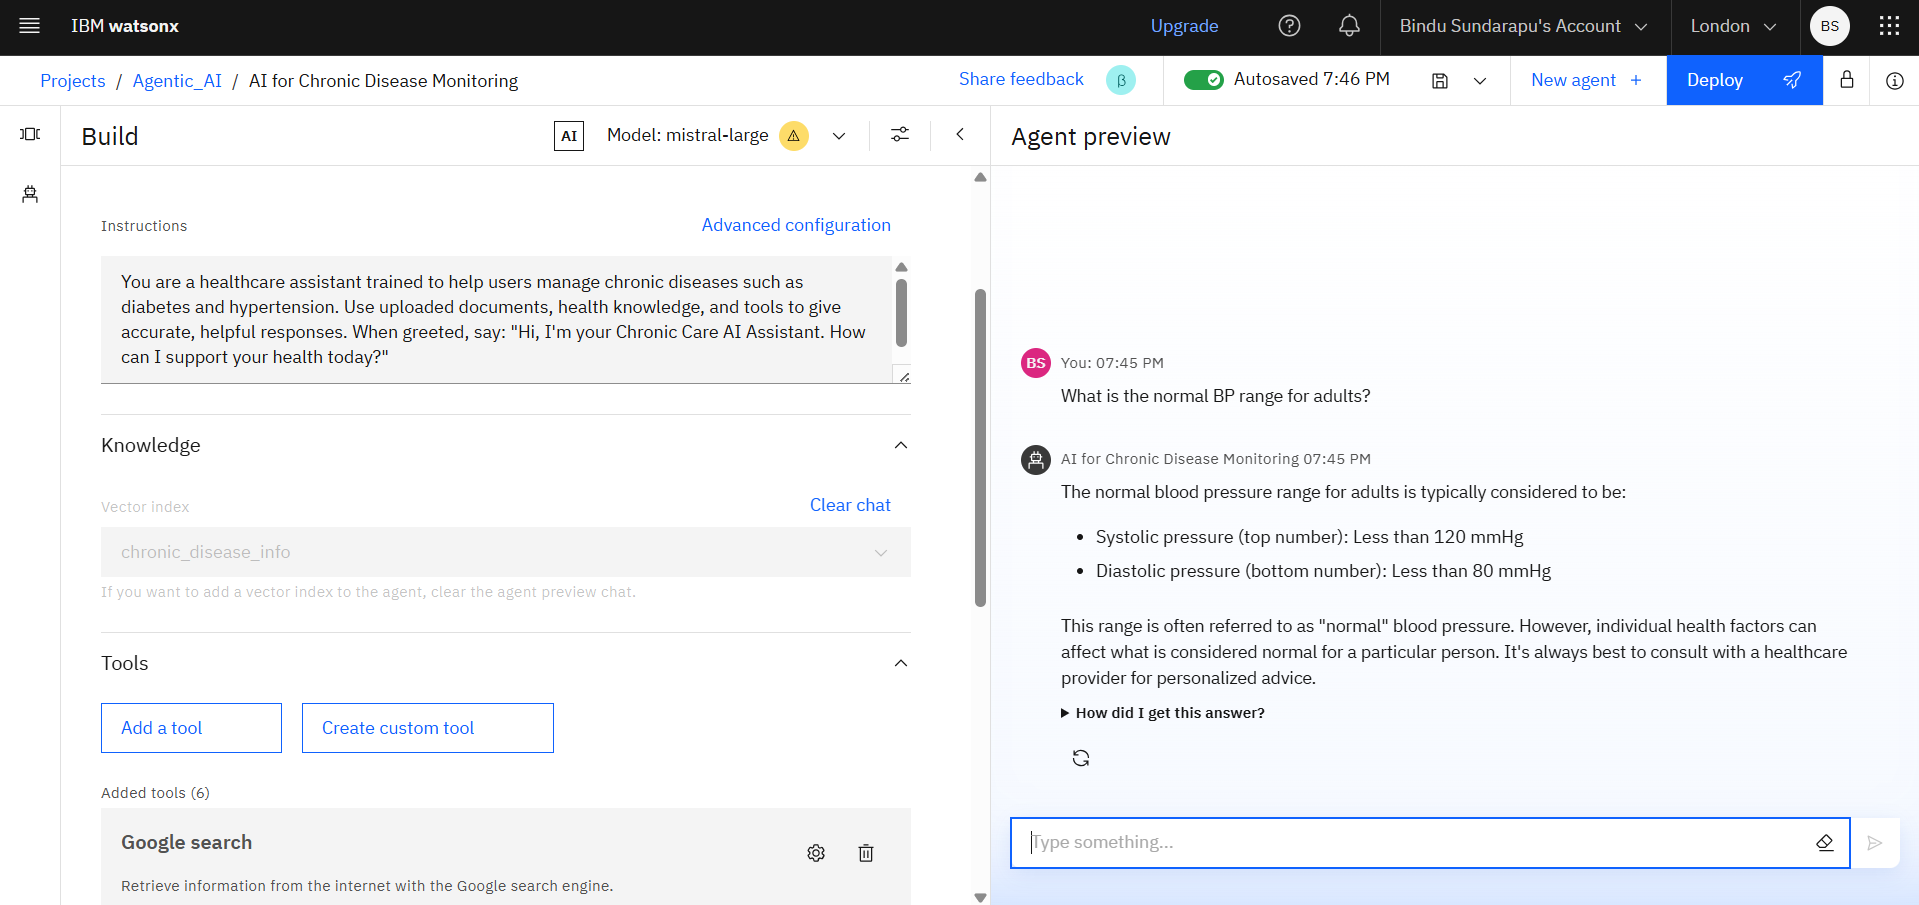 IBM watsonx
Upgrade
Bindu Sundarapu's Account
London
BS
Projects / Agentic_AI / AI for Chronic Disease Monitoring
Share feedback
β
Autosaved 7:46 PM
New agent +
Deploy
Build
AI
Model: mistral-large
Agent preview
Instructions
Advanced configuration
You are a healthcare assistant trained to help users manage chronic diseases such as
diabetes and hypertension. Use uploaded documents, health knowledge, and tools to give
accurate, helpful responses. When greeted, say: "Hi, I'm your Chronic Care AI Assistant. How
can I support your health today?"
Knowledge
Vector index
Clear chat
chronic_disease_info
If you want to add a vector index to the agent, clear the agent preview chat.
Tools
Add a tool
Create custom tool
Added tools (6)
Google search
Retrieve information from the internet with the Google search engine.
BS
You: 07:45 PM
What is the normal BP range for adults?
AI for Chronic Disease Monitoring 07:45 PM
The normal blood pressure range for adults is typically considered to be:
• Systolic pressure (top number): Less than 120 mmHg
• Diastolic pressure (bottom number): Less than 80 mmHg
This range is often referred to as "normal" blood pressure. However, individual health factors can
affect what is considered normal for a particular person. It's always best to consult with a healthcare
provider for personalized advice.
How did I get this answer?
Type something...